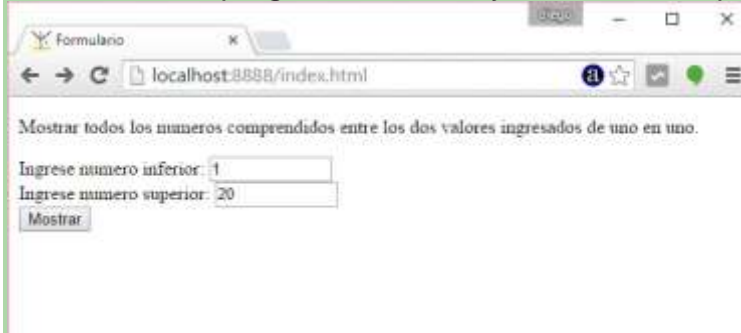 Formulario
localhost:8888/index.html
Mostrar todos los numeros comprendidos entre los dos valores ingresados de uno en uno.
Ingrese numero inferior: 1
Ingrese numero superior: 20
Mostrar